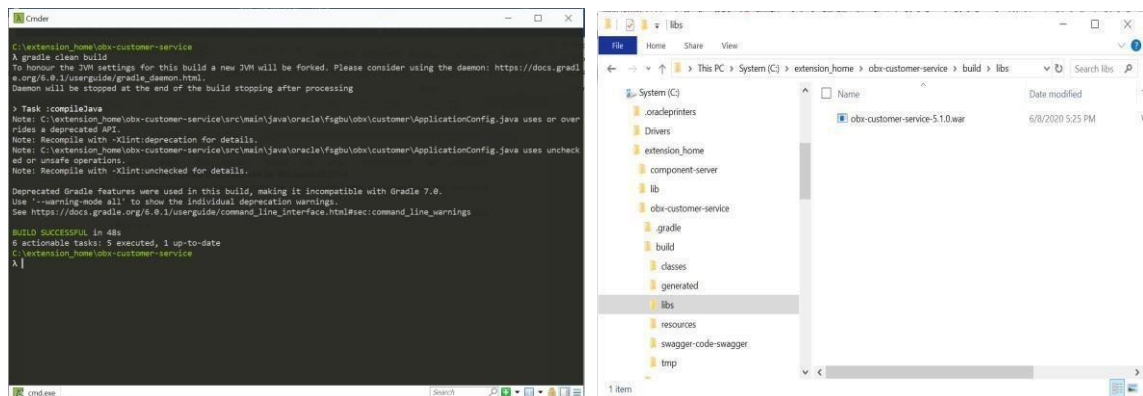 Cmder
C:\extension_home\obx-customer-service
λ gradle clean build
To honour the JVM settings for this build a new JVM will be forked. Please consider using the daemon: https://docs.gradl
e.org/6.0.1/userguide/gradle_daemon.html.
Daemon will be stopped at the end of the build stopping after processing
> Task :compileJava
Note: C:\extension_home\obx-customer-service\src\main\java\oracle\fsgbu\obx\customer\ApplicationConfig.java uses or over
rides a deprecated API.
Note: Recompile with -Xlint:deprecation for details.
Note: C:\extension_home\obx-customer-service\src\main\java\oracle\fsgbu\obx\customer\ApplicationConfig.java uses uncheck
ed or unsafe operations.
Note: Recompile with -Xlint:unchecked for details.
Deprecated Gradle features were used in this build, making it incompatible with Gradle 7.0.
Use '--warning-mode all' to show the individual deprecation warnings.
See https://docs.gradle.org/6.0.1/userguide/command_line_interface.html#sec:command_line_warnings
BUILD SUCCESSFUL in 48s
6 actionable tasks: 5 executed, 1 up-to-date
C:\extension_home\obx-customer-service
λ
cmd.exe
Search
libs
File Home Share View
This PC > System (C:) > extension_home > obx-customer-service > build > libs
Search libs
System (C:)
.oracleprinters
Drivers
extension_home
component-server
lib
obx-customer-service
.gradle
build
classes
generated
libs
resources
swagger-code-swagger
tmp
Name Date modified
obx-customer-service-5.1.0.war 6/8/2020 5:25 PM
1 item